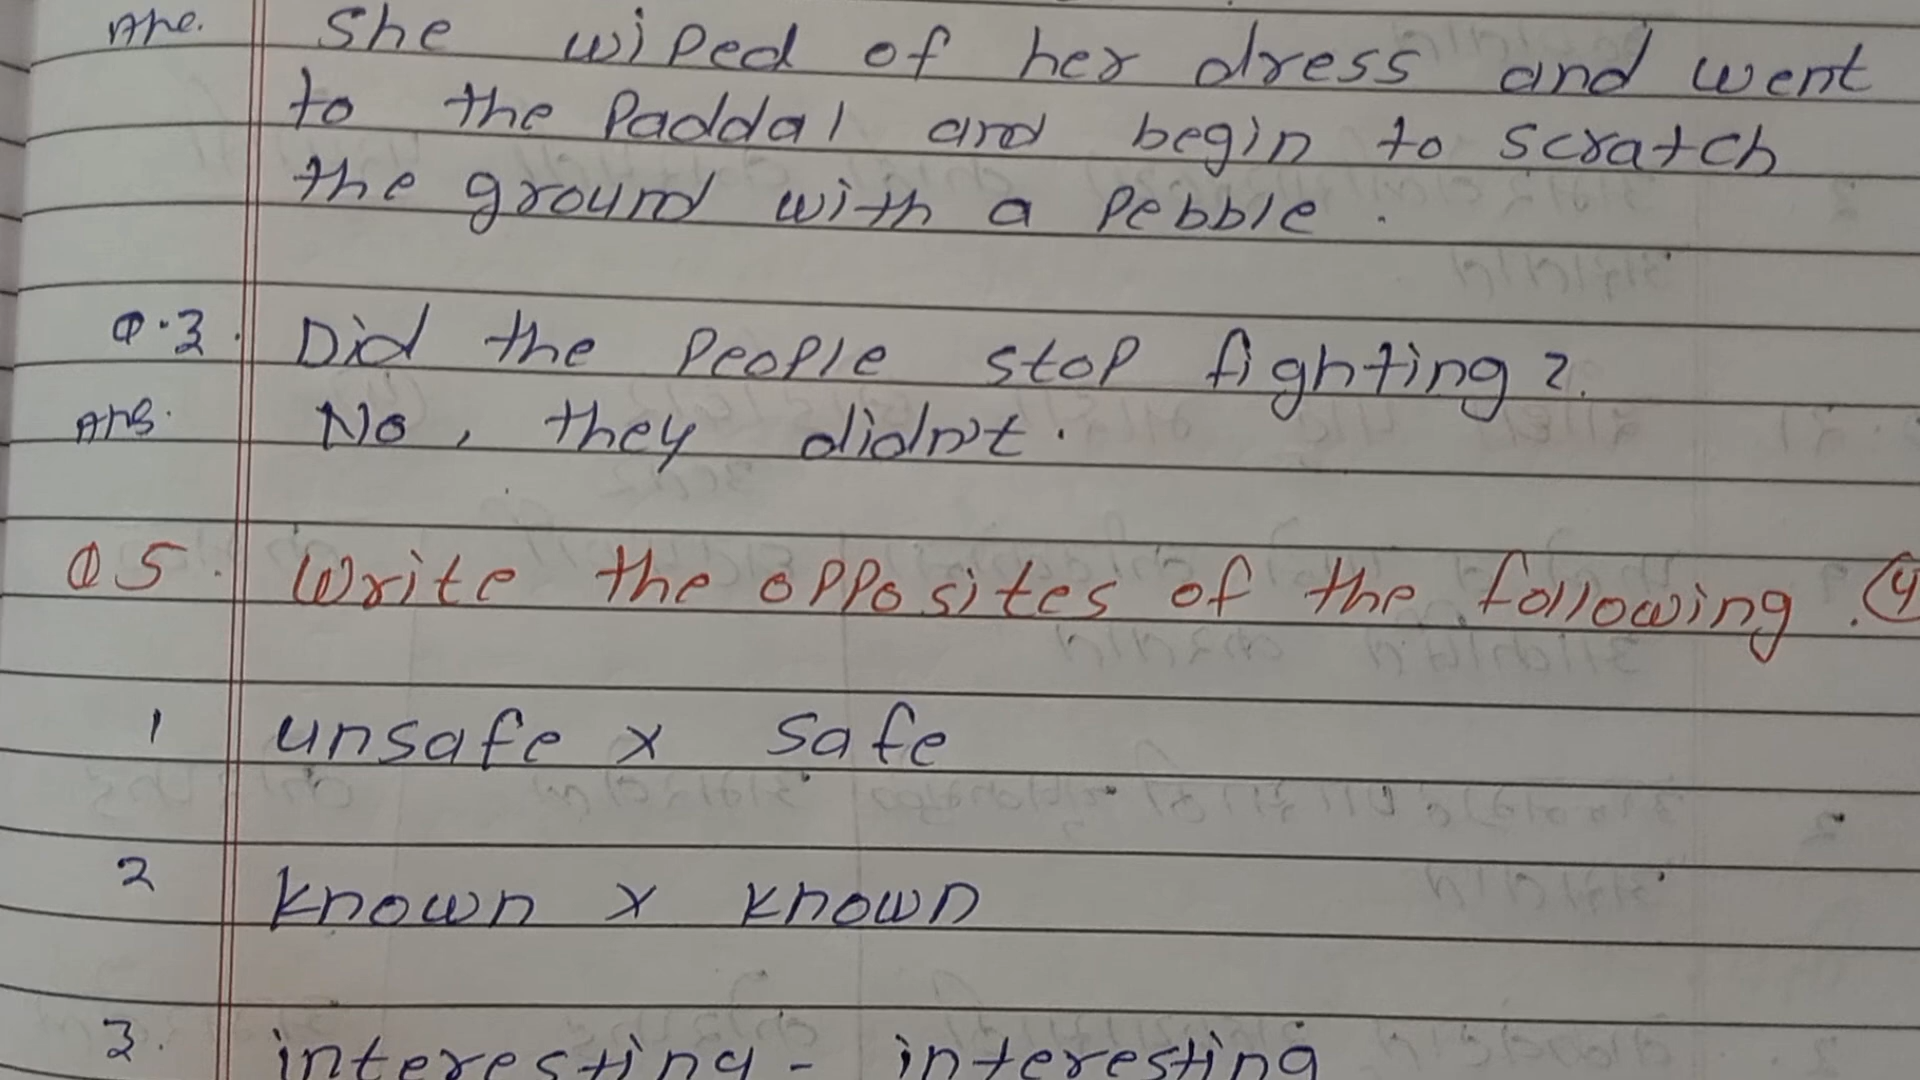 Ans. She wiped of her dress and went
to the Paddal and begin to scratch
the ground with a Pebble.
Q.3. Did the People stop fighting?
Ans. No, they didn't.
Q5. Write the opposites of the following. (4
1 unsafe x safe
2 known x known
3. interesting - interesting